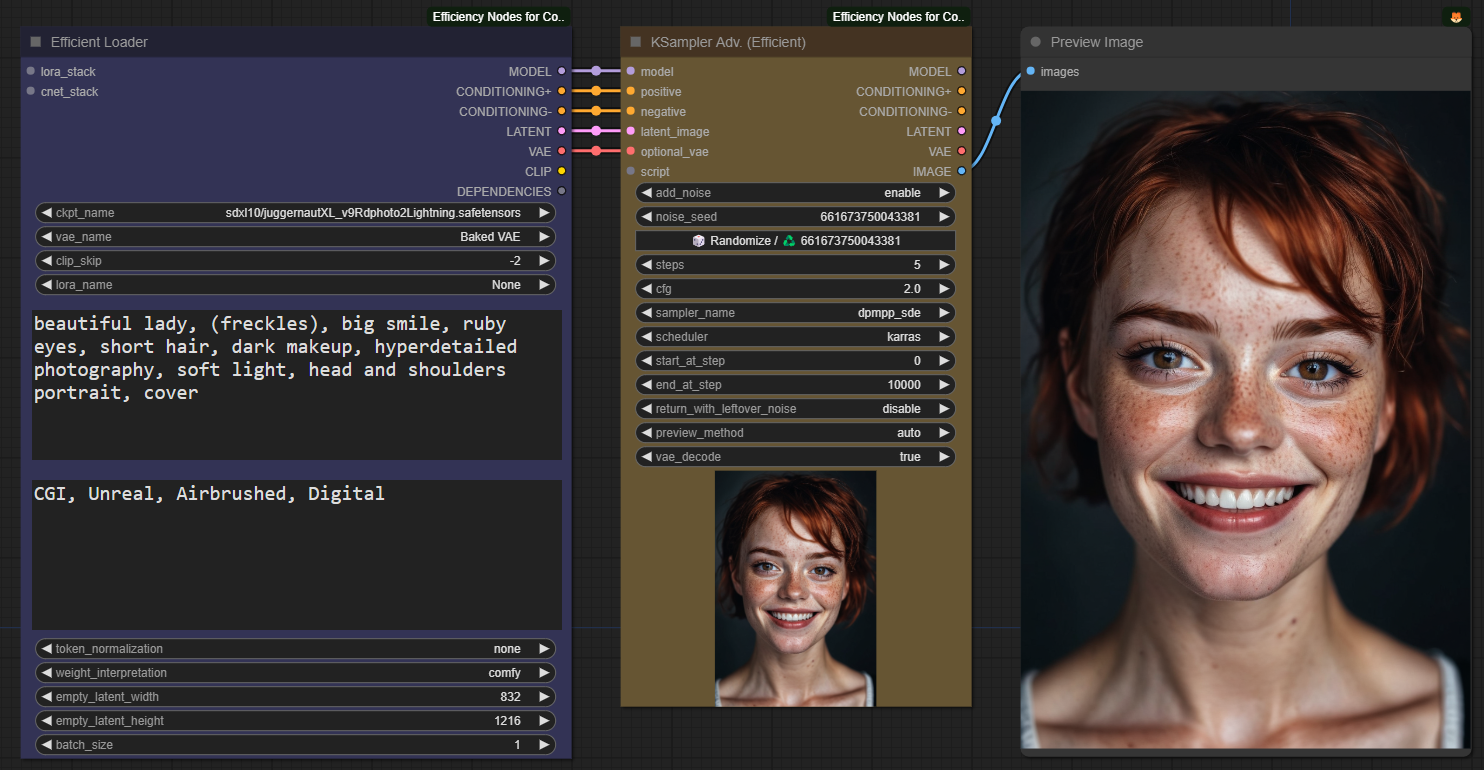 Efficiency Nodes for Co..
Efficient Loader
lora_stack
cnet_stack
MODEL
CONDITIONING+
CONDITIONING-
LATENT
VAE
CLIP
DEPENDENCIES
ckpt_name sdxl10/juggernautXL_v9Rdphoto2Lightning.safetensors
vae_name Baked VAE
clip_skip -2
lora_name None
beautiful lady, (freckles), big smile, ruby
eyes, short hair, dark makeup, hyperdetailed
photography, soft light, head and shoulders
portrait, cover
CGI, Unreal, Airbrushed, Digital
token_normalization none
weight_interpretation comfy
empty_latent_width 832
empty_latent_height 1216
batch_size 1
Efficiency Nodes for Co..
KSampler Adv. (Efficient)
model MODEL
positive CONDITIONING+
negative CONDITIONING-
latent_image LATENT
optional_vae VAE
script IMAGE
add_noise enable
noise_seed 661673750043381
🎲 Randomize / ♻️ 661673750043381
steps 5
cfg 2.0
sampler_name dpmpp_sde
scheduler karras
start_at_step 0
end_at_step 10000
return_with_leftover_noise disable
preview_method auto
vae_decode true
Preview Image
images